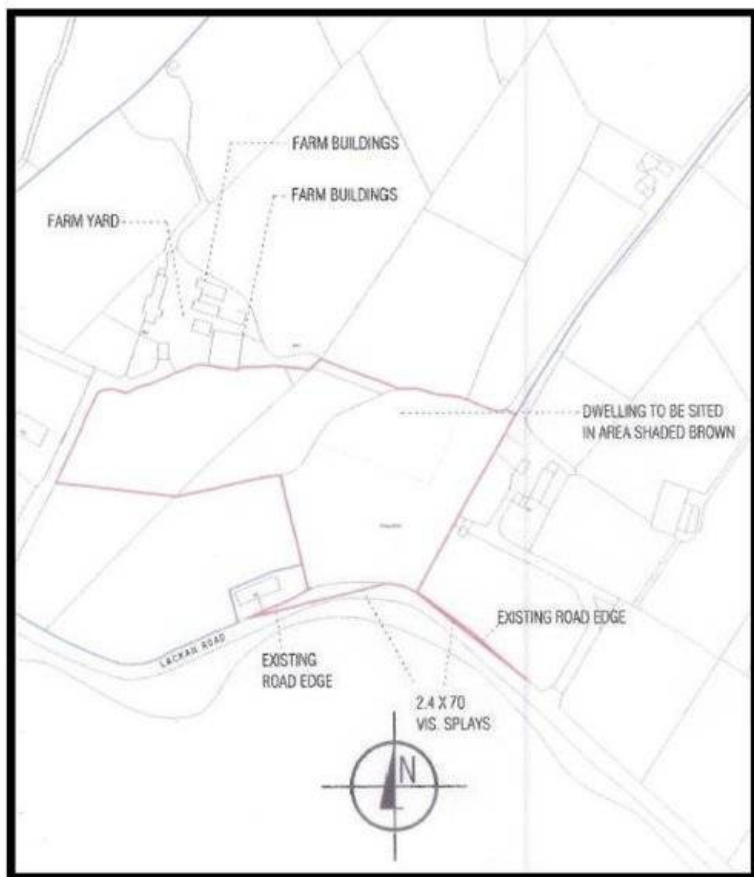 FARM BUILDINGS
FARM BUILDINGS
FARM YARD
DWELLING TO BE SITED
IN AREA SHADED BROWN
EXISTING ROAD EDGE
LACKAN ROAD
EXISTING
ROAD EDGE
2.4 X 70
VIS. SPLAYS
N